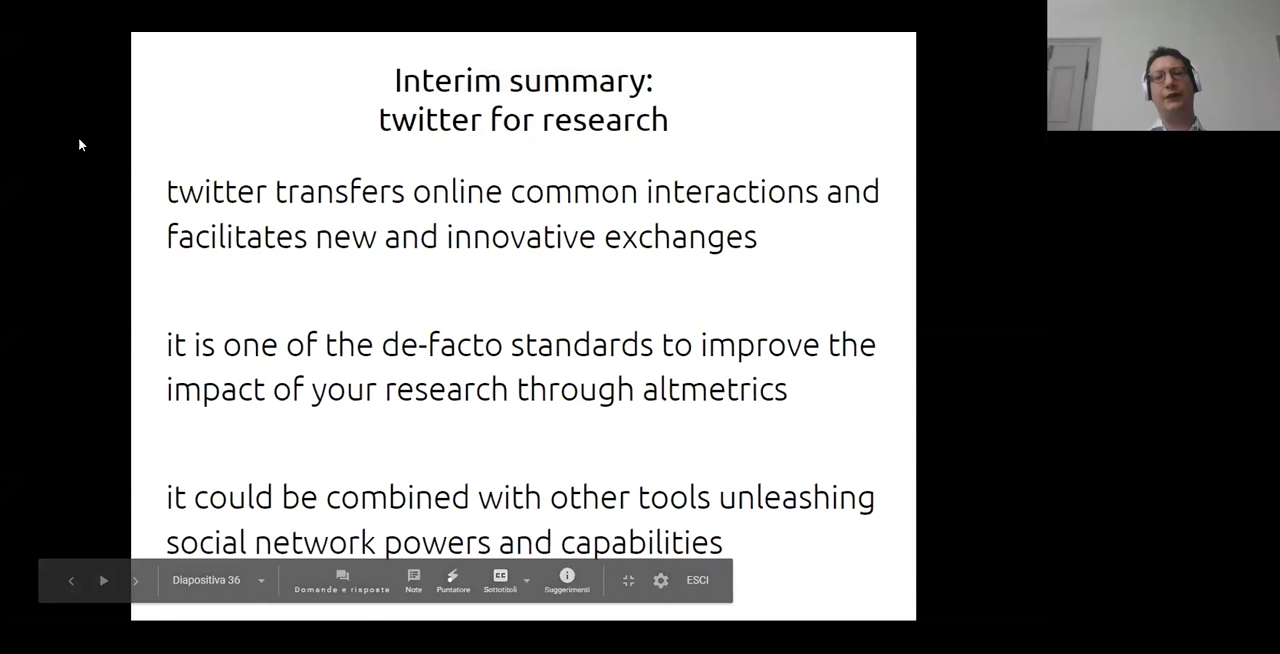 Interim summary:
twitter for research
twitter transfers online common interactions and
facilitates new and innovative exchanges
it is one of the de-facto standards to improve the
impact of your research through altmetrics
it could be combined with other tools unleashing
social network powers and capabilities
Diapositiva 36
Domande e risposte
Note
Puntatore
CC
Sottotitoli
Suggerimenti
ESCI